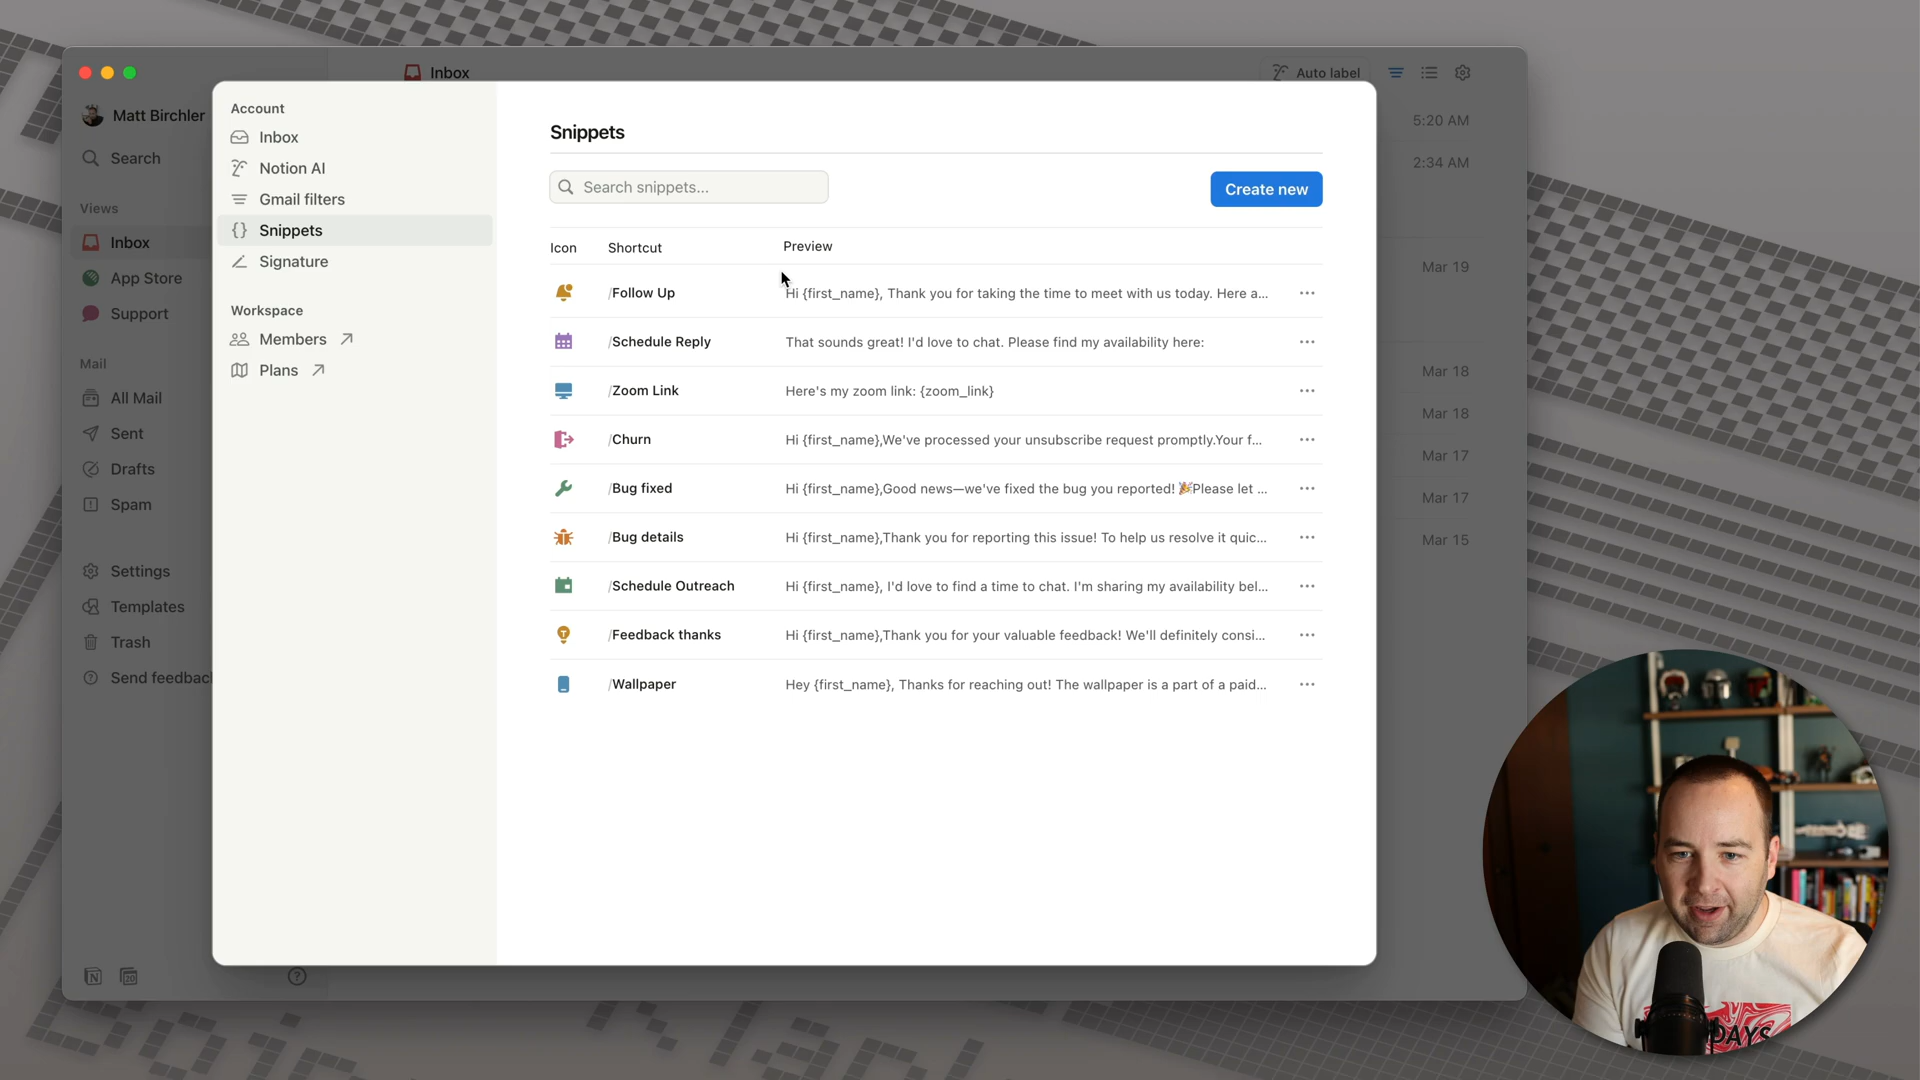 Inbox
Auto label
Matt Birchler
Search
Views
Inbox
App Store
Support
Mail
All Mail
Sent
Drafts
Spam
Settings
Templates
Trash
Send feedbac
Account
Inbox
Notion AI
Gmail filters
{} Snippets
Signature
Workspace
Members
Plans
Snippets
Search snippets...
Create new
Icon Shortcut Preview
/Follow Up Hi {first_name}, Thank you for taking the time to meet with us today. Here a...
/Schedule Reply That sounds great! I'd love to chat. Please find my availability here:
/Zoom Link Here's my zoom link: {zoom_link}
/Churn Hi {first_name},We've processed your unsubscribe request promptly.Your f...
/Bug fixed Hi {first_name},Good news—we've fixed the bug you reported! 🎉Please let ...
/Bug details Hi {first_name},Thank you for reporting this issue! To help us resolve it quic...
/Schedule Outreach Hi {first_name}, I'd love to find a time to chat. I'm sharing my availability bel...
/Feedback thanks Hi {first_name},Thank you for your valuable feedback! We'll definitely consi...
/Wallpaper Hey {first_name}, Thanks for reaching out! The wallpaper is a part of a paid...
5:20 AM
2:34 AM
Mar 19
Mar 18
Mar 18
Mar 17
Mar 17
Mar 15
DAYS